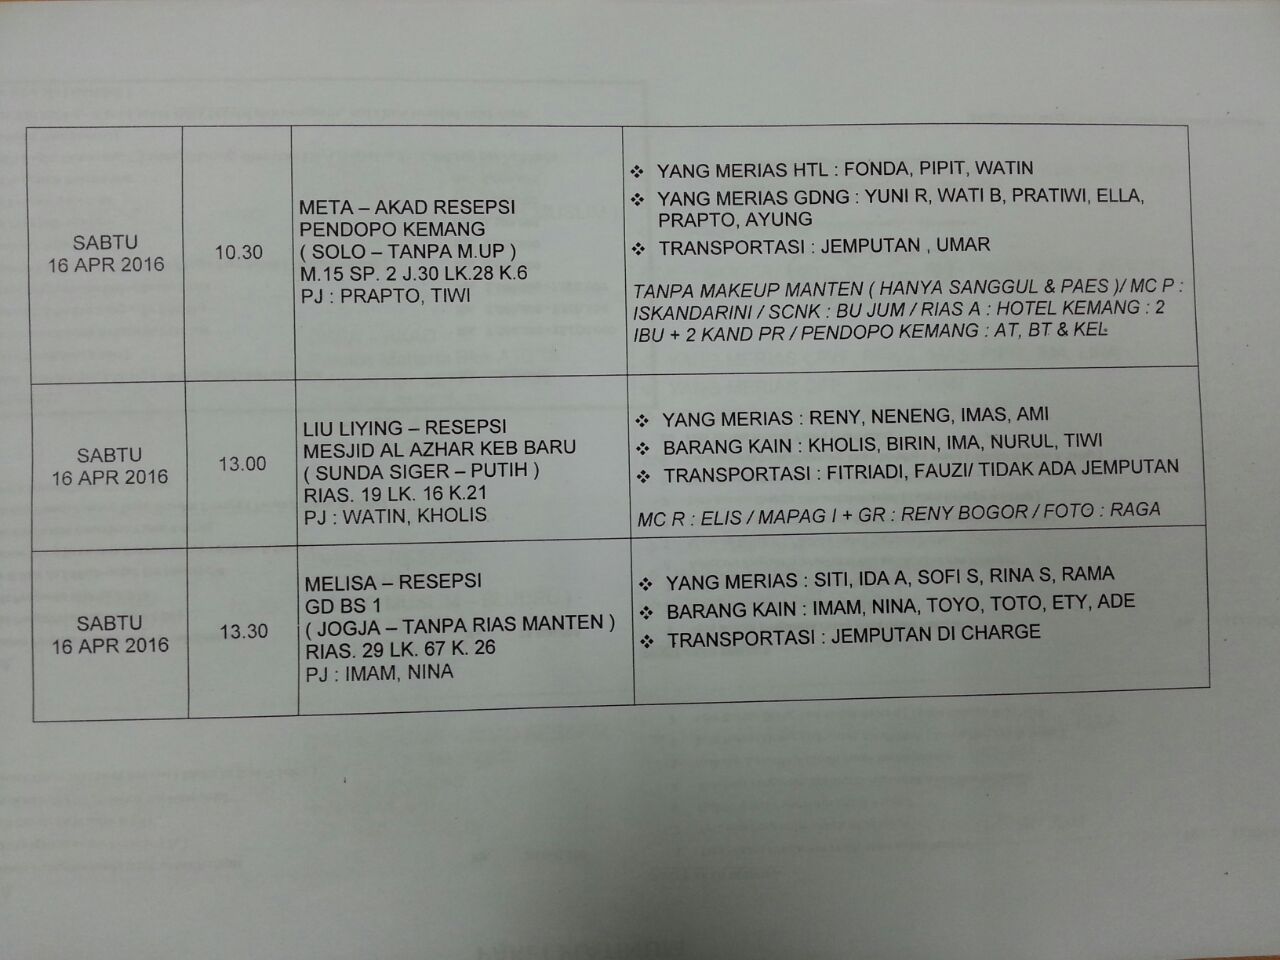 SABTU
16 APR 2016
10.30
META – AKAD RESEPSI
PENDOPO KEMANG
( SOLO – TANPA M.UP )
M.15 SP. 2 J.30 LK.28 K.6
PJ : PRAPTO, TIWI
❖ YANG MERIAS HTL : FONDA, PIPIT, WATIN
❖ YANG MERIAS GDNG : YUNI R, WATI B, PRATIWI, ELLA,
PRAPTO, AYUNG
❖ TRANSPORTASI : JEMPUTAN , UMAR
TANPA MAKEUP MANTEN ( HANYA SANGGUL & PAES )/ MC P :
ISKANDARINI / SCNK : BU JUM / RIAS A : HOTEL KEMANG : 2
IBU + 2 KAND PR / PENDOPO KEMANG : AT, BT & KEL
SABTU
16 APR 2016
13.00
LIU LIYING – RESEPSI
MESJID AL AZHAR KEB BARU
( SUNDA SIGER – PUTIH )
RIAS. 19 LK. 16 K.21
PJ : WATIN, KHOLIS
❖ YANG MERIAS : RENY, NENENG, IMAS, AMI
❖ BARANG KAIN : KHOLIS, BIRIN, IMA, NURUL, TIWI
❖ TRANSPORTASI : FITRIADI, FAUZI/ TIDAK ADA JEMPUTAN
MC R : ELIS / MAPAG I + GR : RENY BOGOR / FOTO : RAGA
SABTU
16 APR 2016
13.30
MELISA – RESEPSI
GD BS 1
( JOGJA – TANPA RIAS MANTEN )
RIAS. 29 LK. 67 K. 26
PJ : IMAM, NINA
❖ YANG MERIAS : SITI, IDA A, SOFI S, RINA S, RAMA
❖ BARANG KAIN : IMAM, NINA, TOYO, TOTO, ETY, ADE
❖ TRANSPORTASI : JEMPUTAN DI CHARGE